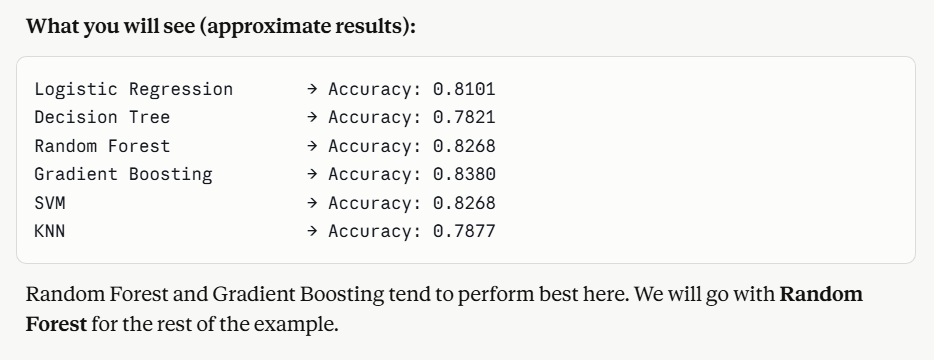 What you will see (approximate results):
Logistic Regression → Accuracy: 0.8101
Decision Tree → Accuracy: 0.7821
Random Forest → Accuracy: 0.8268
Gradient Boosting → Accuracy: 0.8380
SVM → Accuracy: 0.8268
KNN → Accuracy: 0.7877
Random Forest and Gradient Boosting tend to perform best here. We will go with Random
Forest for the rest of the example.